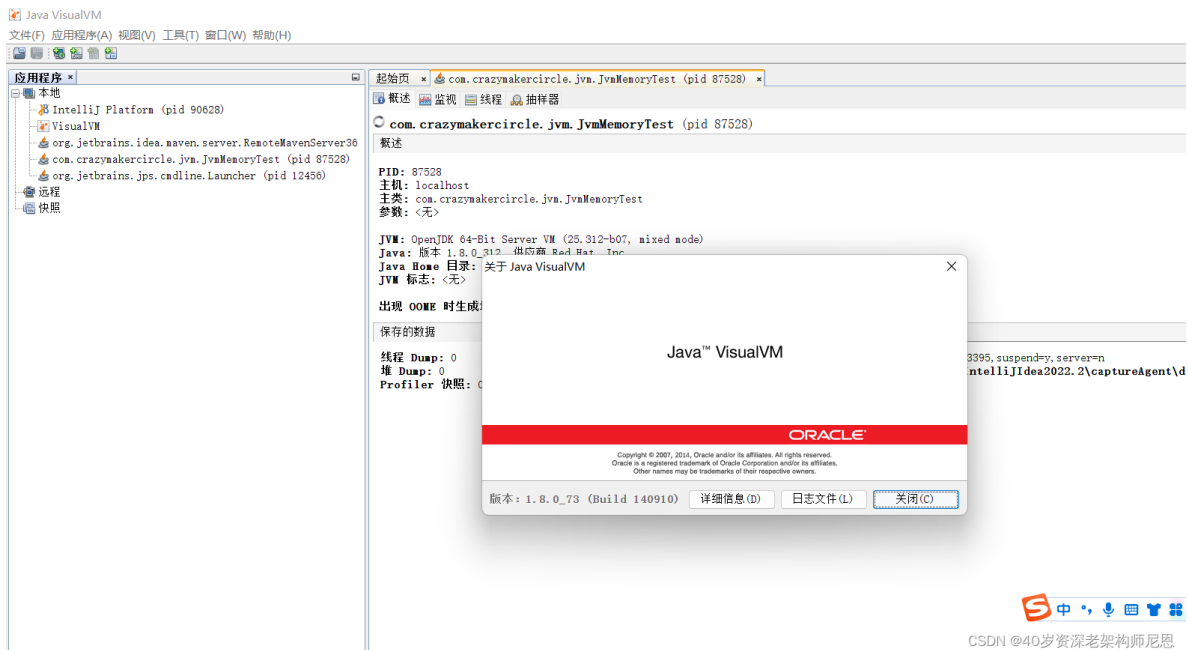 Java VisualVM
文件(F) 应用程序(A) 视图(V) 工具(T) 窗口(W) 帮助(H)
应用程序 ×
本地
IntelliJ Platform (pid 90628)
VisualVM
org.jetbrains.idea.maven.server.RemoteMavenServer36
com.crazymakercircle.jvm.JvmMemoryTest (pid 87528)
org.jetbrains.jps.cmdline.Launcher (pid 12456)
远程
快照
起始页 × com.crazymakercircle.jvm.JvmMemoryTest (pid 87528) ×
概述 监视 线程 抽样器
com.crazymakercircle.jvm.JvmMemoryTest (pid 87528)
概述
PID: 87528
主机: localhost
主类: com.crazymakercircle.jvm.JvmMemoryTest
参数: <无>
JVM: OpenJDK 64-Bit Server VM (25.312-b07, mixed mode)
Java: 版本 1.8.0_312, 供应商 Red Hat, Inc.
Java Home 目录:
JVM 标志: <无>
出现 OOME 时生成
保存的数据
线程 Dump: 0
堆 Dump: 0
Profiler 快照: 0
3395, suspend=y, server=n
ntelliJIdea2022.2\captureAgent\d
关于 Java VisualVM
Java™ VisualVM
ORACLE
Copyright © 2007, 2014, Oracle and/or its affiliates. All rights reserved.
Oracle is a registered trademark of Oracle Corporation and/or its affiliates.
Other names may be trademarks of their respective owners.
版本: 1.8.0_73 (Build 140910) 详细信息(D) 日志文件(L) 关闭(C)
中
CSDN @40岁资深老架构师尼恩